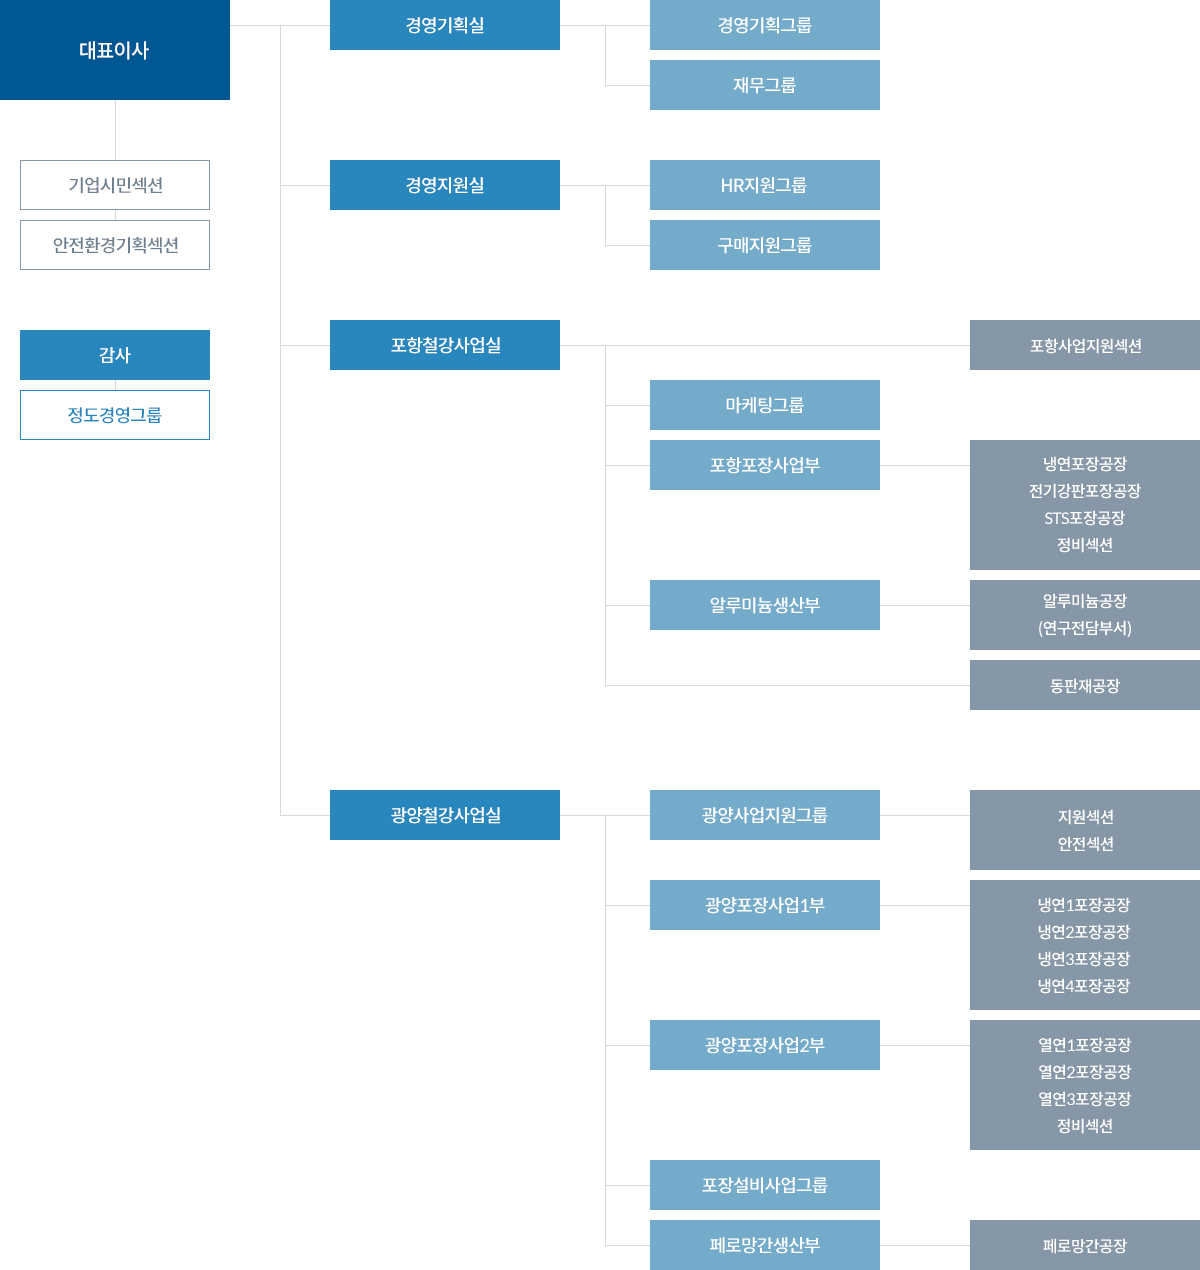 대표이사
기업시민섹션
안전환경기획섹션
감사
정도경영그룹
경영기획실
경영기획그룹
재무그룹
경영지원실
HR지원그룹
구매지원그룹
포항철강사업실
포항사업지원섹션
마케팅그룹
포항포장사업부
냉연포장공장
전기강판포장공장
STS포장공장
정비섹션
알루미늄생산부
알루미늄공장
(연구전담부서)
동판재공장
광양철강사업실
광양사업지원그룹
지원섹션
안전섹션
광양포장사업1부
냉연1포장공장
냉연2포장공장
냉연3포장공장
냉연4포장공장
광양포장사업2부
열연1포장공장
열연2포장공장
열연3포장공장
정비섹션
포장설비사업그룹
페로망간생산부
페로망간공장